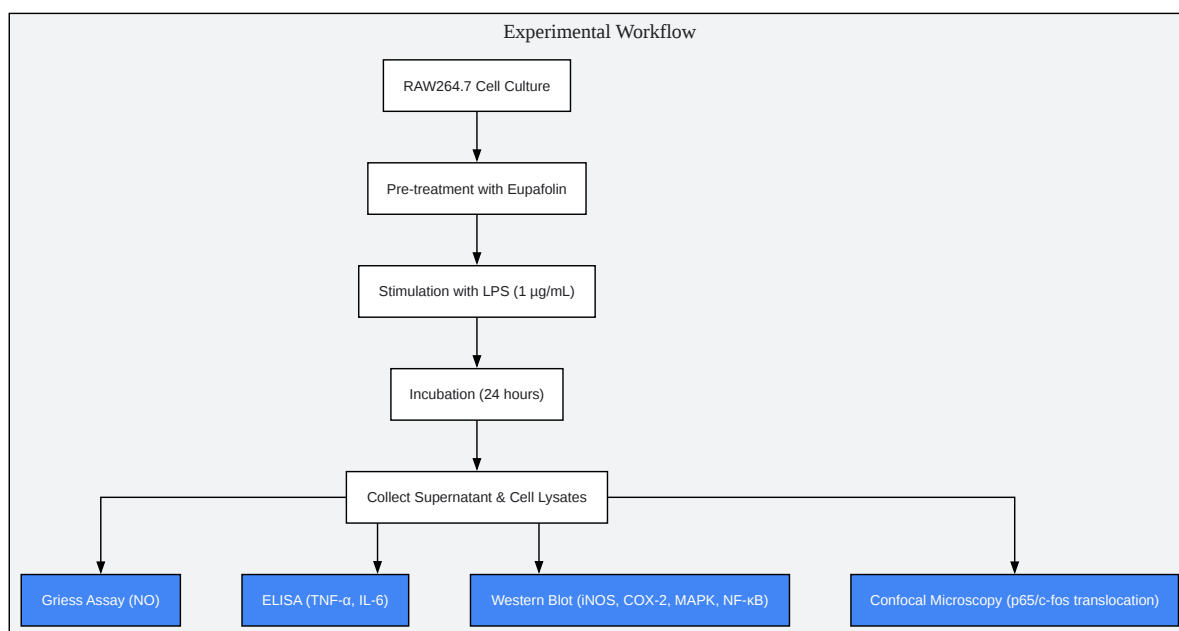 Experimental Workflow
RAW264.7 Cell Culture
Pre-treatment with Eupafolin
Stimulation with LPS (1 µg/mL)
Incubation (24 hours)
Collect Supernatant & Cell Lysates
Griess Assay (NO)
ELISA (TNF-α, IL-6)
Western Blot (iNOS, COX-2, MAPK, NF-κB)
Confocal Microscopy (p65/c-fos translocation)